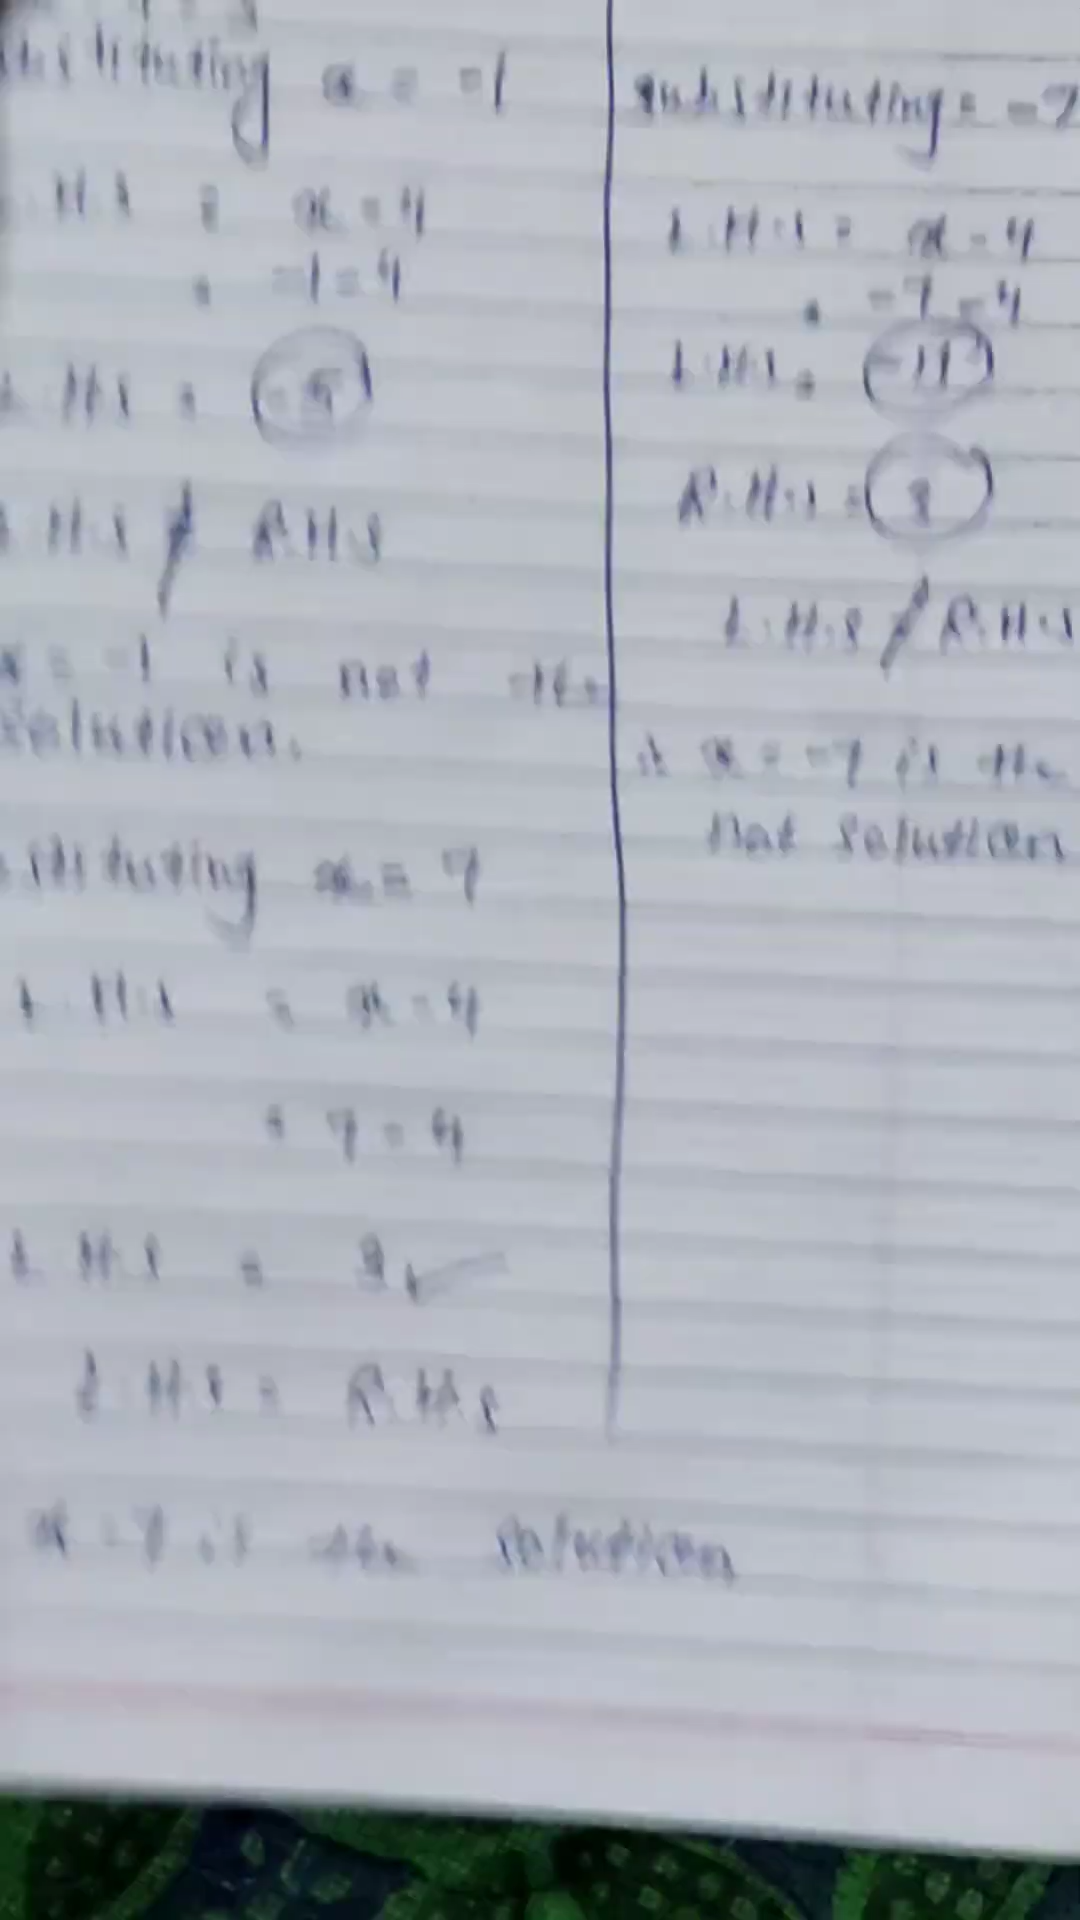 substituting x = -1
L.H.S = x - 4
= -1 - 4
L.H.S = -5
L.H.S ≠ R.H.S
x = -1 is not the
solution.
substituting x = 7
L.H.S = x - 4
= 7 - 4
L.H.S = 3 ✓
L.H.S = R.H.S
x = 7 is the solution
substituting = -7
L.H.S = x - 4
= -7 - 4
L.H.S = -11
R.H.S = 3
L.H.S ≠ R.H.S
∴ x = -7 is the
not solution